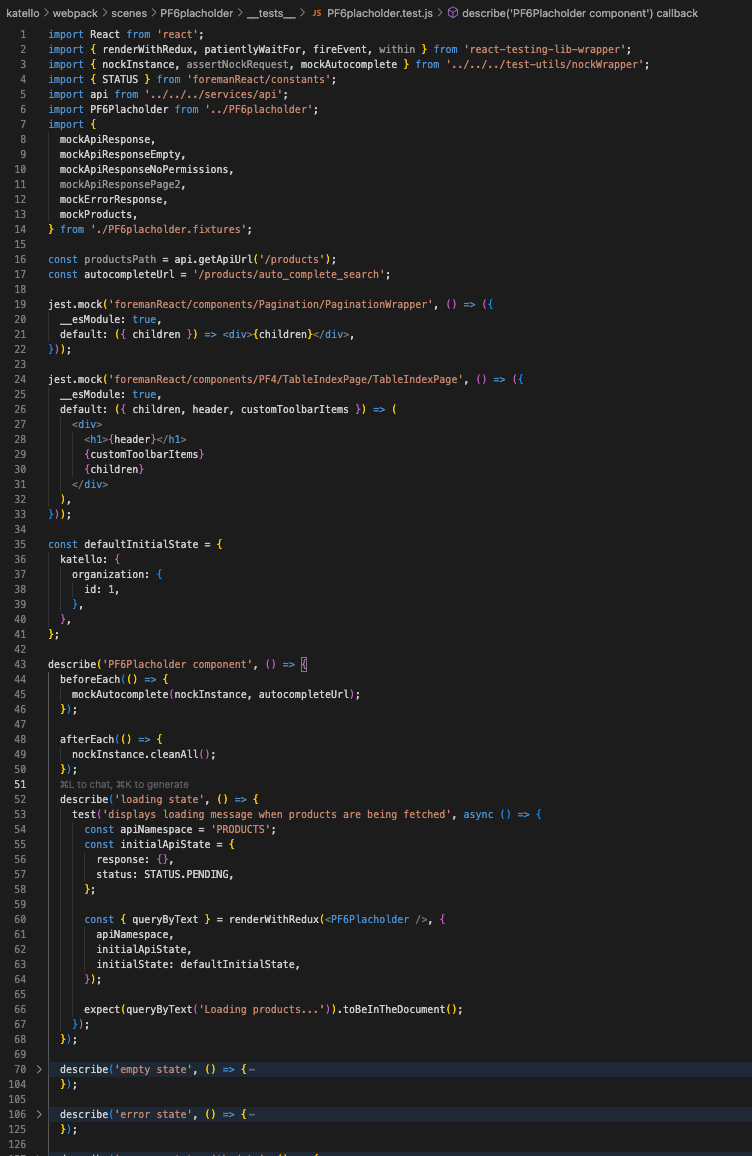 katello > webpack > scenes > PF6placholder > __tests__ > JS PF6placholder.test.js > describe('PF6Placholder component') callback
1 import React from 'react';
2 import { renderWithRedux, patientlyWaitFor, fireEvent, within } from 'react-testing-lib-wrapper';
3 import { nockInstance, assertNockRequest, mockAutocomplete } from '../../../test-utils/nockWrapper';
4 import { STATUS } from 'foremanReact/constants';
5 import api from '../../../services/api';
6 import PF6Placholder from '../PF6placholder';
7 import {
8 mockApiResponse,
9 mockApiResponseEmpty,
10 mockApiResponseNoPermissions,
11 mockApiResponsePage2,
12 mockErrorResponse,
13 mockProducts,
14 } from './PF6placholder.fixtures';
15
16 const productsPath = api.getApiUrl('/products');
17 const autocompleteUrl = '/products/auto_complete_search';
18
19 jest.mock('foremanReact/components/Pagination/PaginationWrapper', () => ({
20 __esModule: true,
21 default: ({ children }) => <div>{children}</div>,
22 }));
23
24 jest.mock('foremanReact/components/PF4/TableIndexPage/TableIndexPage', () => ({
25 __esModule: true,
26 default: ({ children, header, customToolbarItems }) => (
27 <div>
28 <h1>{header}</h1>
29 {customToolbarItems}
30 {children}
31 </div>
32 ),
33 }));
34
35 const defaultInitialState = {
36 katello: {
37 organization: {
38 id: 1,
39 },
40 },
41 };
42
43 describe('PF6Placholder component', () => {
44 beforeEach(() => {
45 mockAutocomplete(nockInstance, autocompleteUrl);
46 });
47
48 afterEach(() => {
49 nockInstance.cleanAll();
50 });
51 ⌘L to chat, ⌘K to generate
52 describe('loading state', () => {
53 test('displays loading message when products are being fetched', async () => {
54 const apiNamespace = 'PRODUCTS';
55 const initialApiState = {
56 response: {},
57 status: STATUS.PENDING,
58 };
59
60 const { queryByText } = renderWithRedux(<PF6Placholder />, {
61 apiNamespace,
62 initialApiState,
63 initialState: defaultInitialState,
64 });
65
66 expect(queryByText('Loading products...')).toBeInTheDocument();
67 });
68 });
69
70 > describe('empty state', () => {⋯
104 });
105
106 > describe('error state', () => {⋯
125 });
126